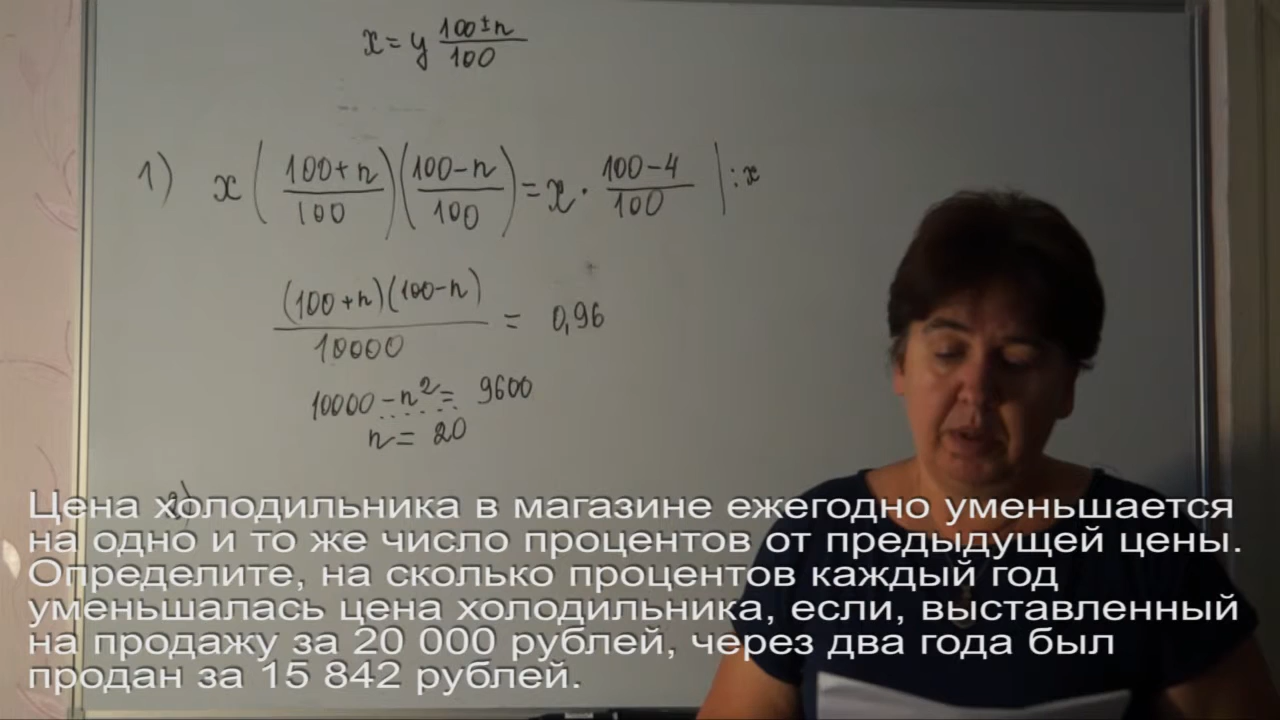 x = y (100 ± n)/100
1) x ( (100 + n)/100 ) ( (100 - n)/100 ) = x · (100 - 4)/100 | : x
(100 + n)(100 - n)/10000 = 0,96
10000 - n² = 9600
n = 20
2)
Цена холодильника в магазине ежегодно уменьшается
на одно и то же число процентов от предыдущей цены.
Определите, на сколько процентов каждый год
уменьшалась цена холодильника, если, выставленный
на продажу за 20 000 рублей, через два года был
продан за 15 842 рублей.